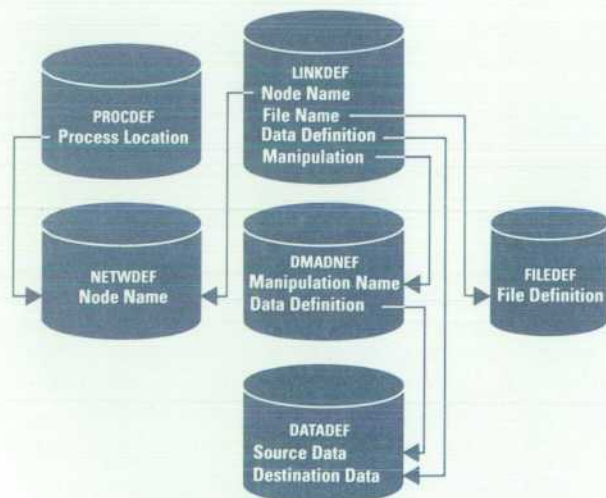 PROCDEF
Process Location
LINKDEF
Node Name
File Name
Data Definition
Manipulation
NETWDEF
Node Name
DMADNEF
Manipulation Name
Data Definition
FILEDEF
File Definition
DATADEF
Source Data
Destination Data